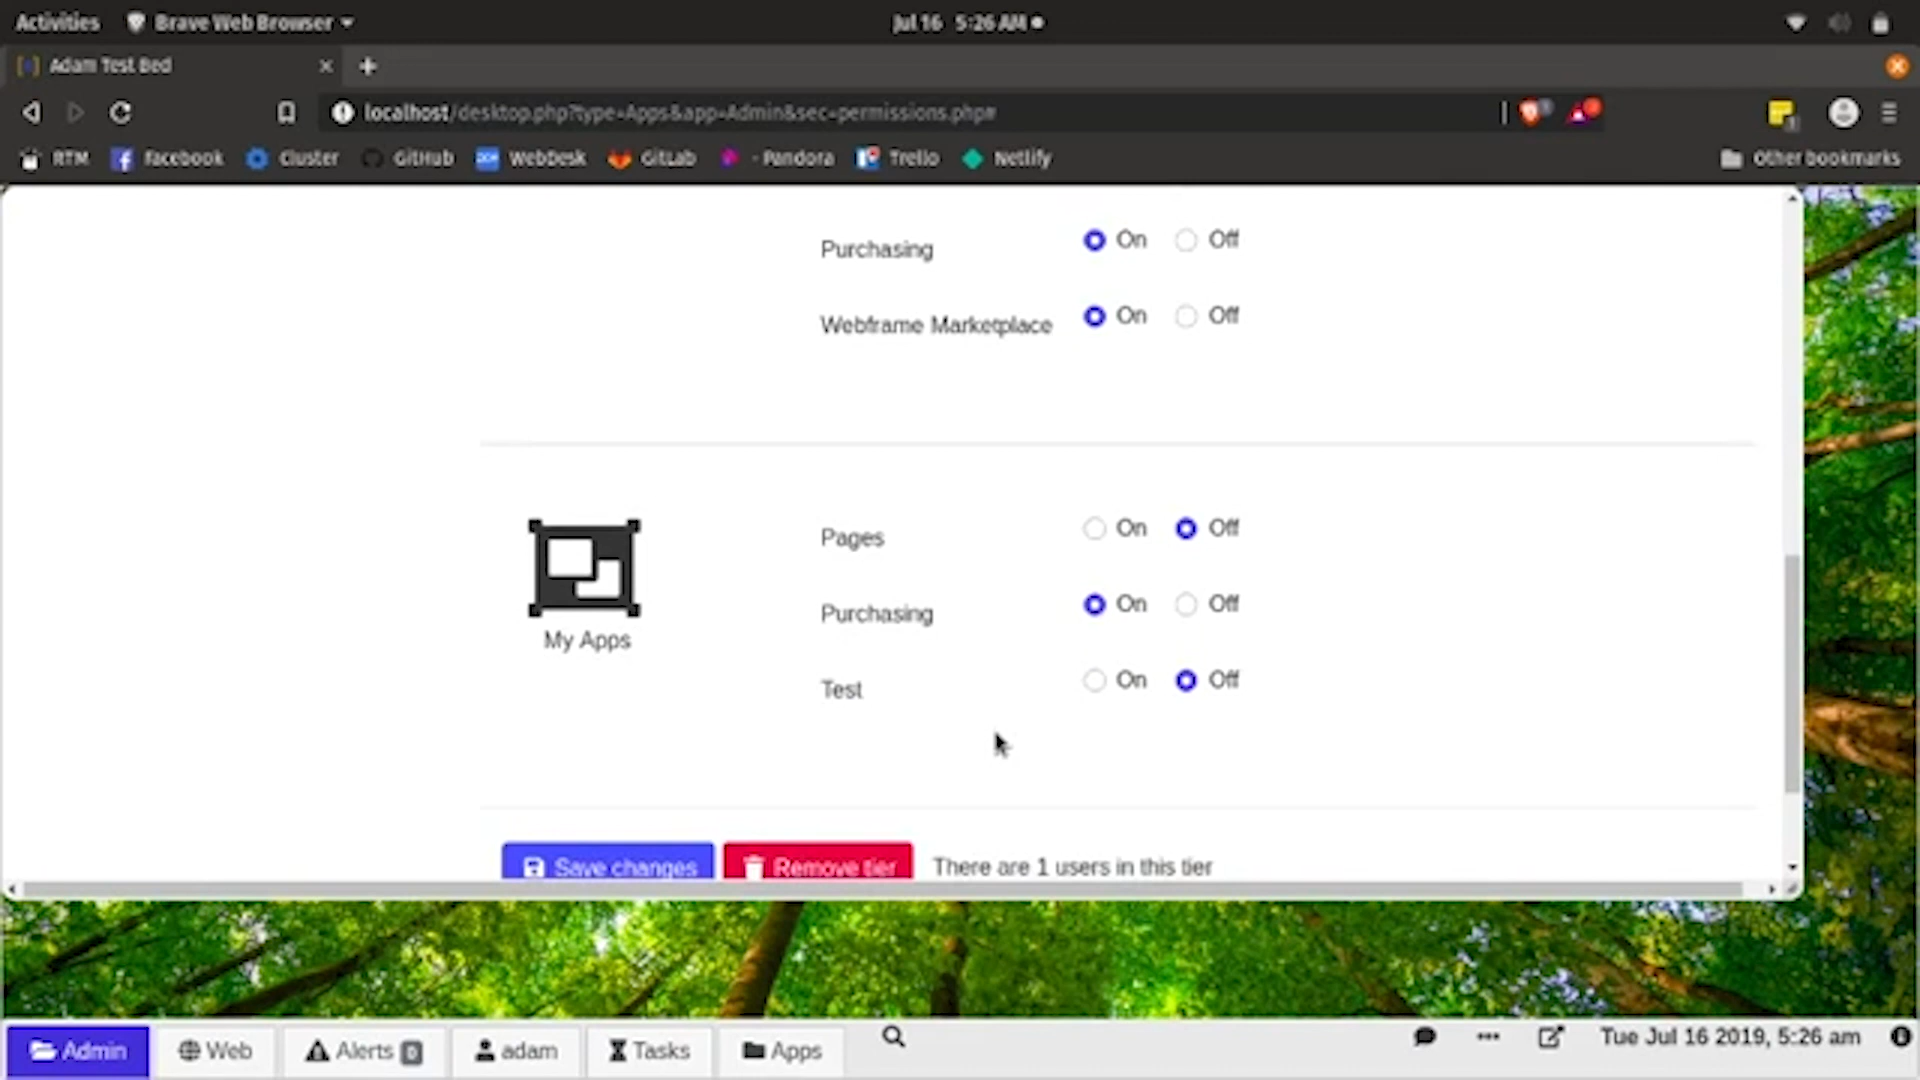 Activities Brave Web Browser Jul 16 5:26 AM
Adam Test Bed
localhost/desktop.php?type=Apps&app=Admin&sec=permissions.php#
RTM Facebook Cluster GitHub WebDesk GitLab - Pandora Trello Netlify Other bookmarks
Purchasing On Off
Webframe Marketplace On Off
Pages On Off
Purchasing On Off
My Apps
Test On Off
Save changes Remove tier There are 1 users in this tier
Admin Web Alerts 0 adam Tasks Apps Tue Jul 16 2019, 5:26 am